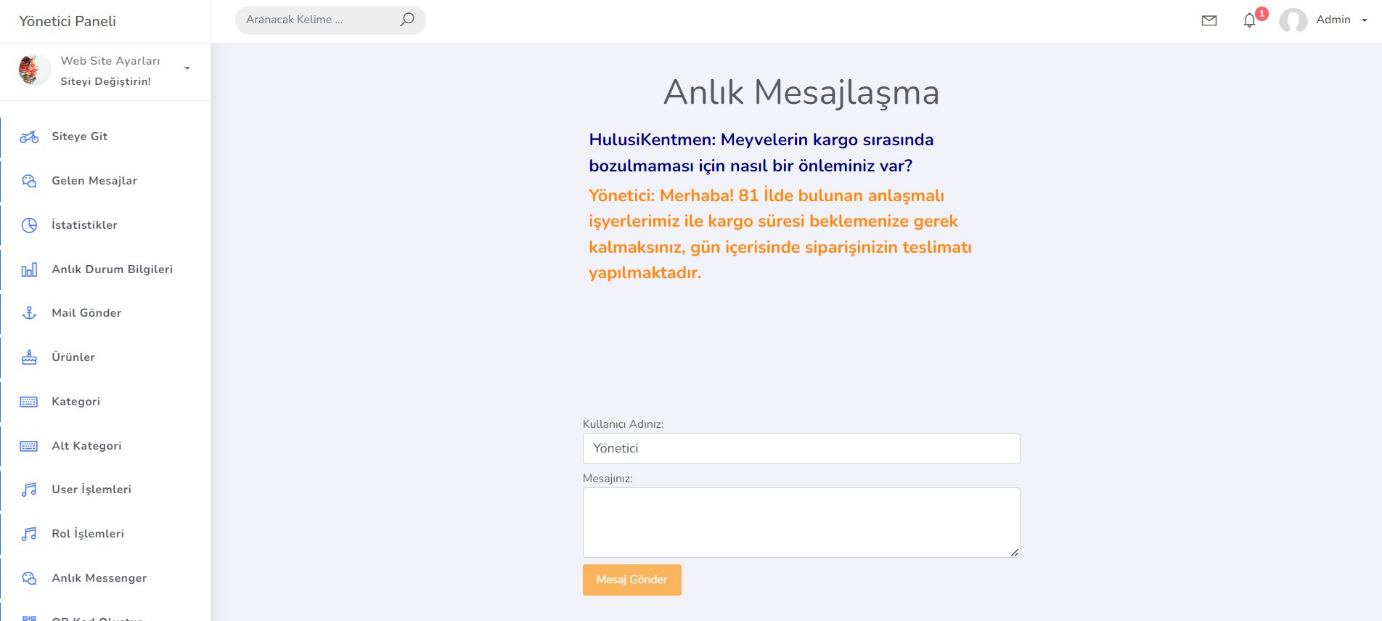 Yönetici Paneli
Aranacak Kelime ...
1
Admin
Web Site Ayarları
Siteyi Değiştirin!
Siteye Git
Gelen Mesajlar
İstatistikler
Anlık Durum Bilgileri
Mail Gönder
Ürünler
Kategori
Alt Kategori
User İşlemleri
Rol İşlemleri
Anlık Messenger
Anlık Mesajlaşma
HulusiKentmen: Meyvelerin kargo sırasında
bozulmaması için nasıl bir önleminiz var?
Yönetici: Merhaba! 81 İlde bulunan anlaşmalı
işyerlerimiz ile kargo süresi beklemenize gerek
kalmaksınız, gün içerisinde siparişinizin teslimatı
yapılmaktadır.
Kullanıcı Adınız:
Yönetici
Mesajınız:
Mesaj Gönder